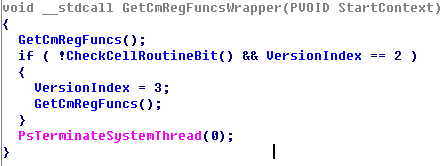 void __stdcall GetCmRegFuncsWrapper(PVOID StartContext)
{
  GetCmRegFuncs();
  if ( !CheckCellRoutineBit() && VersionIndex == 2 )
  {
    VersionIndex = 3;
    GetCmRegFuncs();
  }
  PsTerminateSystemThread(0);
}